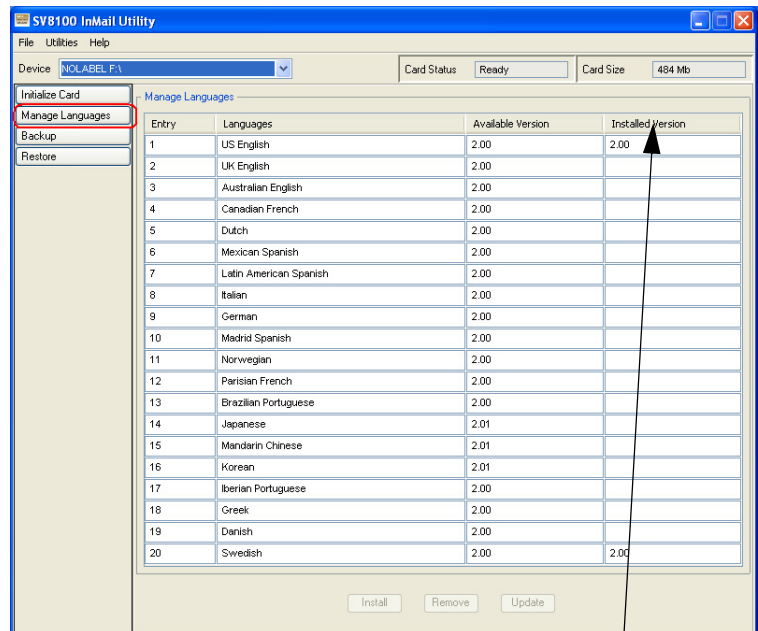 SV8100 InMail Utility
File Utilities Help
Device NOLABEL F:\ Card Status Ready Card Size 484 Mb
Initialize Card
Manage Languages
Backup
Restore
Manage Languages
Entry Languages Available Version Installed Version
1 US English 2.00 2.00
2 UK English 2.00
3 Australian English 2.00
4 Canadian French 2.00
5 Dutch 2.00
6 Mexican Spanish 2.00
7 Latin American Spanish 2.00
8 Italian 2.00
9 German 2.00
10 Madrid Spanish 2.00
11 Norwegian 2.00
12 Parisian French 2.00
13 Brazilian Portuguese 2.00
14 Japanese 2.01
15 Mandarin Chinese 2.01
16 Korean 2.01
17 Iberian Portuguese 2.00
18 Greek 2.00
19 Danish 2.00
20 Swedish 2.00 2.00
Install Remove Update